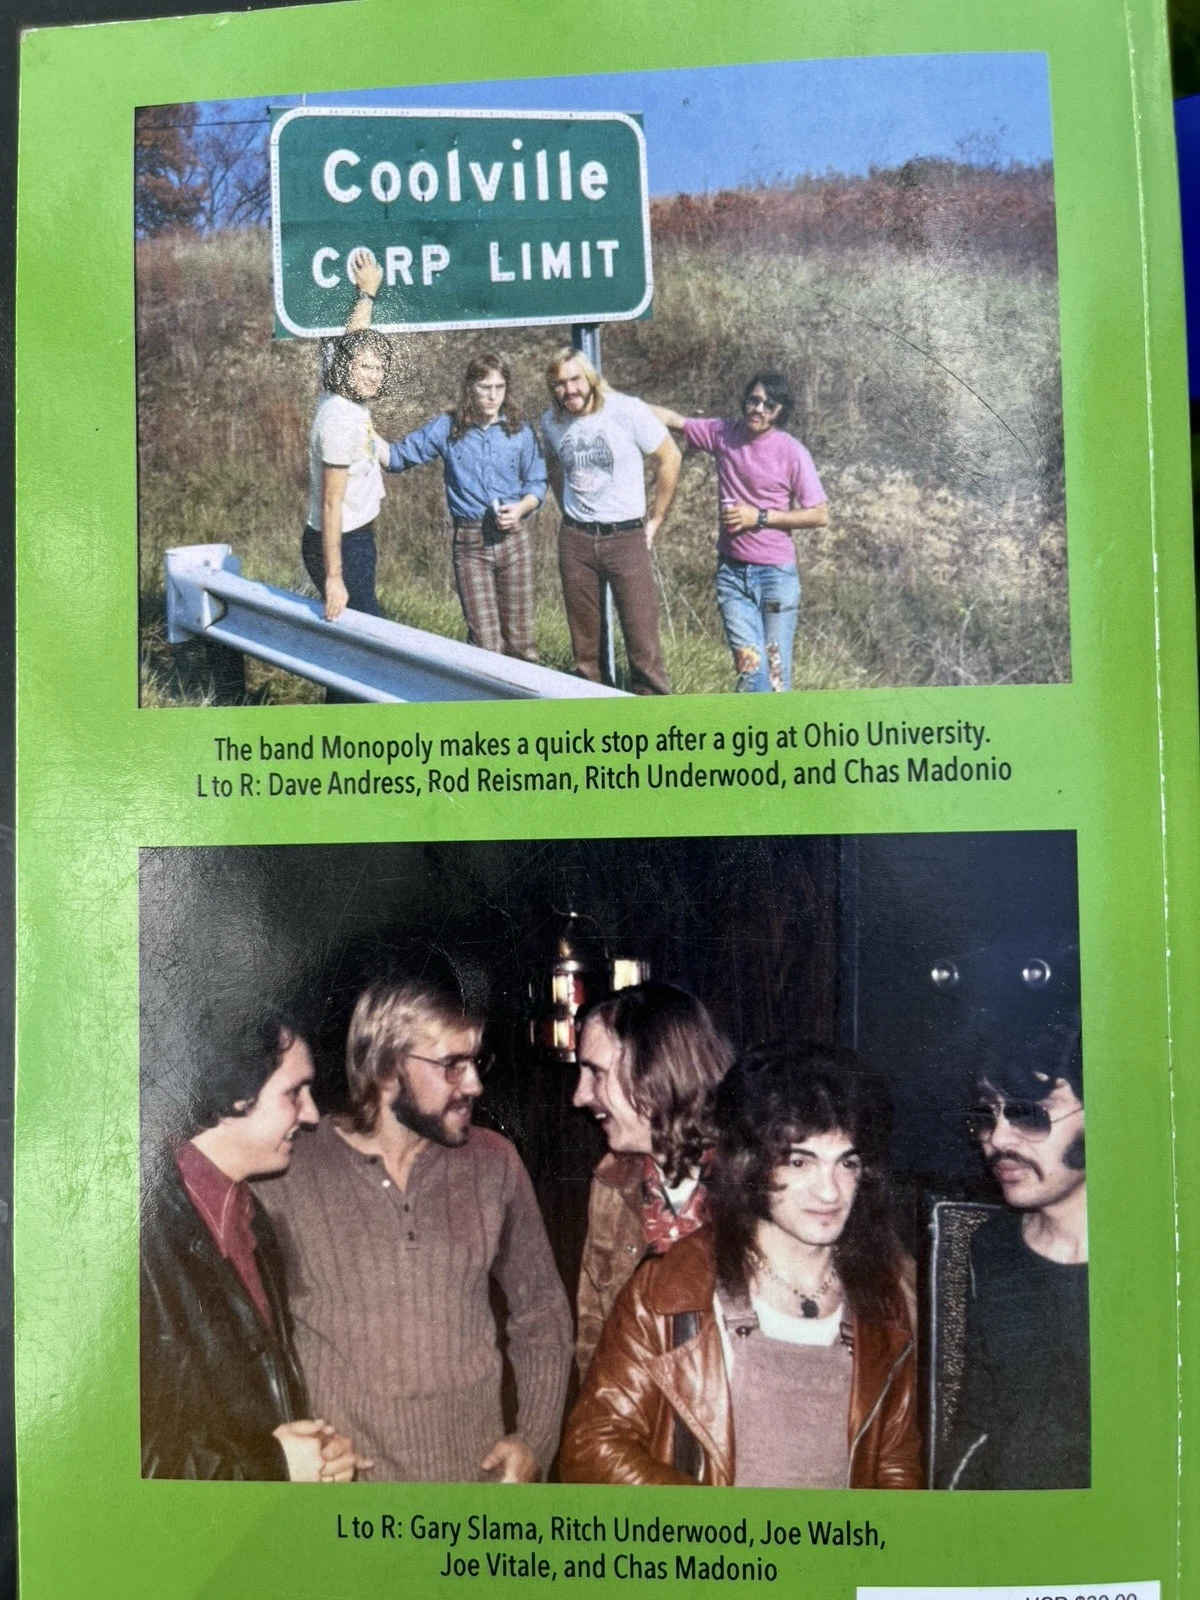 Coolville
CORP LIMIT
The band Monopoly makes a quick stop after a gig at Ohio University.
L to R: Dave Andress, Rod Reisman, Ritch Underwood, and Chas Madonio
L to R: Gary Slama, Ritch Underwood, Joe Walsh,
Joe Vitale, and Chas Madonio